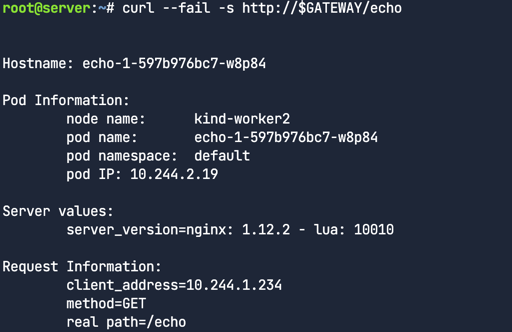 root@server:~# curl --fail -s http://$GATEWAY/echo
Hostname: echo-1-597b976bc7-w8p84
Pod Information:
node name: kind-worker2
pod name: echo-1-597b976bc7-w8p84
pod namespace: default
pod IP: 10.244.2.19
Server values:
server_version=nginx: 1.12.2 - lua: 10010
Request Information:
client_address=10.244.1.234
method=GET
real path=/echo